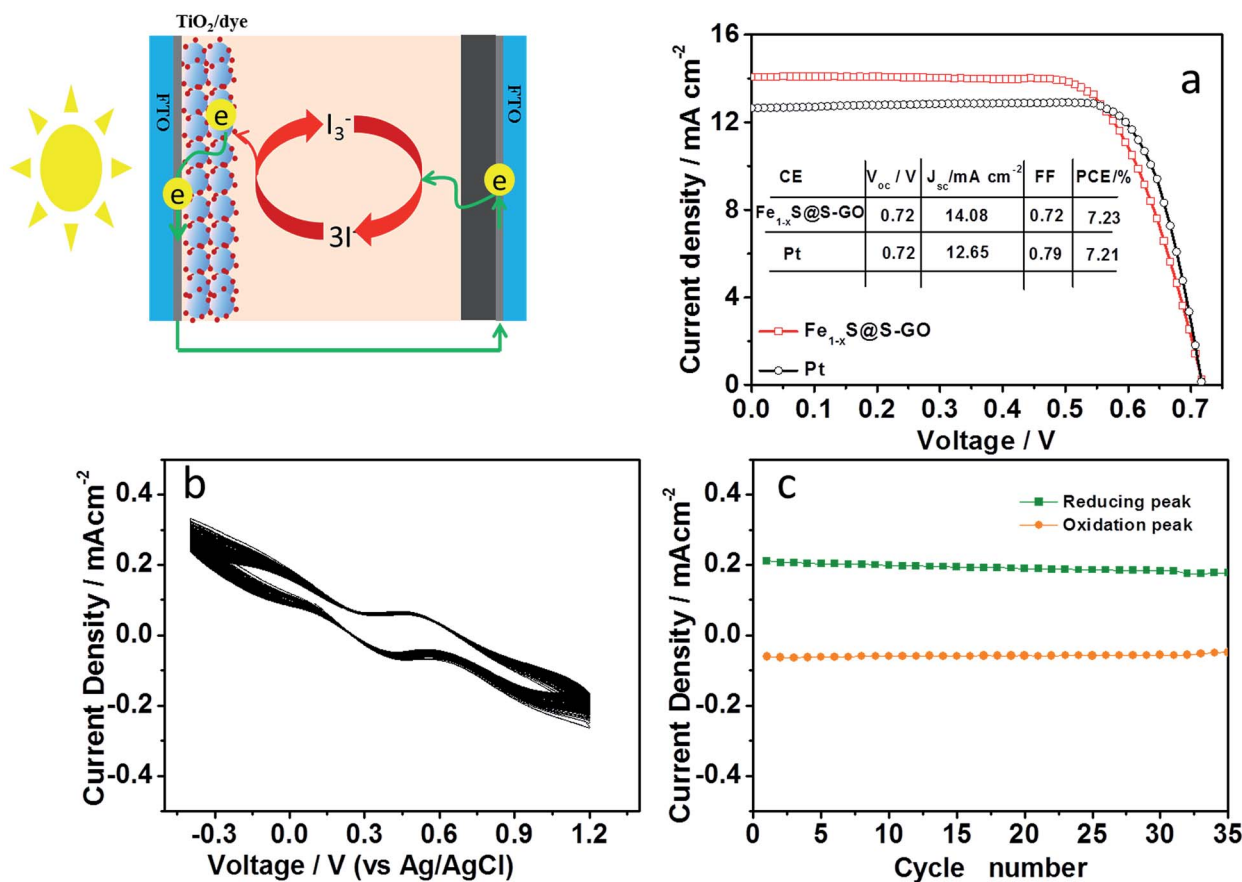 TiO2/dye
FTO
e
e
I3-
3I-
e
FTO
a
16
12
8
4
0
Current density / mA cm-2
CE Voc / V Jsc/mA cm-2 FF PCE/%
Fe1-xS@S-GO 0.72 14.08 0.72 7.23
Pt 0.72 12.65 0.79 7.21
Fe1-xS@S-GO
Pt
0.0 0.1 0.2 0.3 0.4 0.5 0.6 0.7
Voltage / V
b
0.4
0.2
0.0
-0.2
-0.4
Current Density / mAcm-2
-0.3 0.0 0.3 0.6 0.9 1.2
Voltage / V (vs Ag/AgCl)
c
Reducing peak
Oxidation peak
0.4
0.2
0.0
-0.2
-0.4
Current Density / mAcm-2
0 5 10 15 20 25 30 35
Cycle number